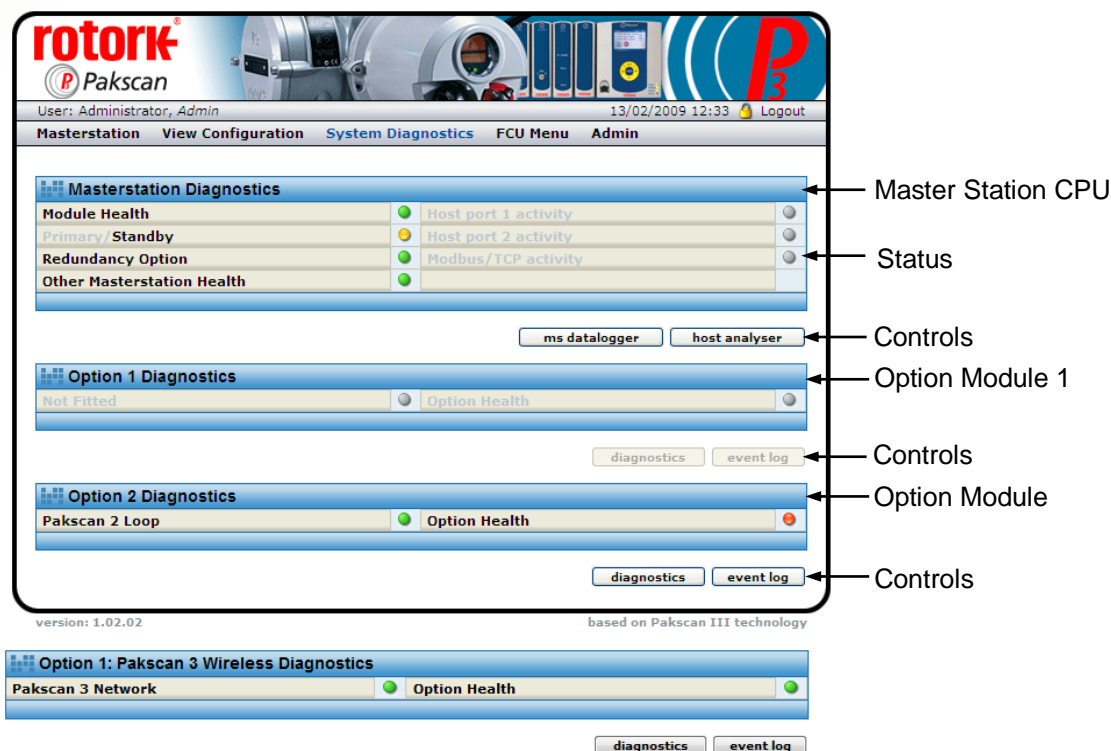 rotork®
P Pakscan
P3
User: Administrator, Admin 13/02/2009 12:33 Logout
Masterstation View Configuration System Diagnostics FCU Menu Admin
Masterstation Diagnostics Master Station CPU
Module Health Host port 1 activity
Primary/Standby Host port 2 activity
Redundancy Option Modbus/TCP activity Status
Other Masterstation Health
ms datalogger host analyser Controls
Option 1 Diagnostics Option Module 1
Not Fitted Option Health
diagnostics event log Controls
Option 2 Diagnostics Option Module
Pakscan 2 Loop Option Health
diagnostics event log Controls
version: 1.02.02 based on Pakscan III technology
Option 1: Pakscan 3 Wireless Diagnostics
Pakscan 3 Network Option Health
diagnostics event log